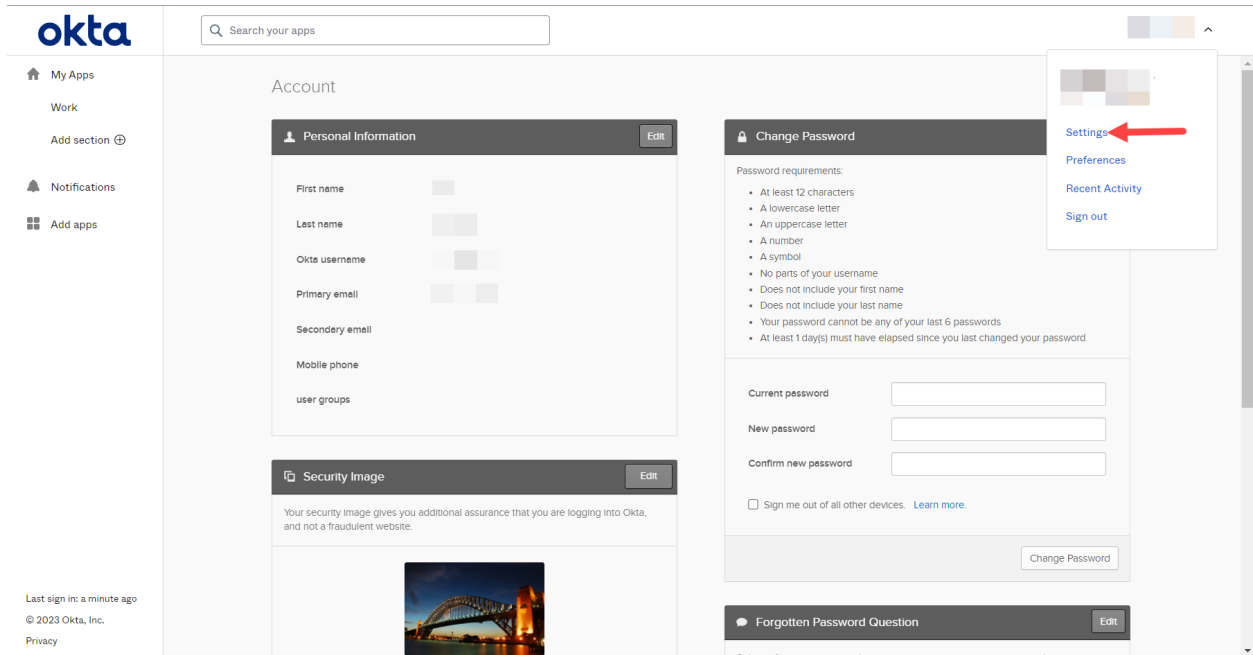 okta
Search your apps
My Apps
Work
Add section
Notifications
Add apps
Last sign in: a minute ago
© 2023 Okta, Inc.
Privacy
Account
Personal Information
Edit
First name
Last name
Okta username
Primary email
Secondary email
Mobile phone
user groups
Security Image
Edit
Your security image gives you additional assurance that you are logging into Okta,
and not a fraudulent website.
Change Password
Password requirements:
At least 12 characters
A lowercase letter
An uppercase letter
A number
A symbol
No parts of your username
Does not include your first name
Does not include your last name
Your password cannot be any of your last 6 passwords
At least 1 day(s) must have elapsed since you last changed your password
Current password
New password
Confirm new password
Sign me out of all other devices. Learn more.
Change Password
Forgotten Password Question
Edit
Settings
Preferences
Recent Activity
Sign out